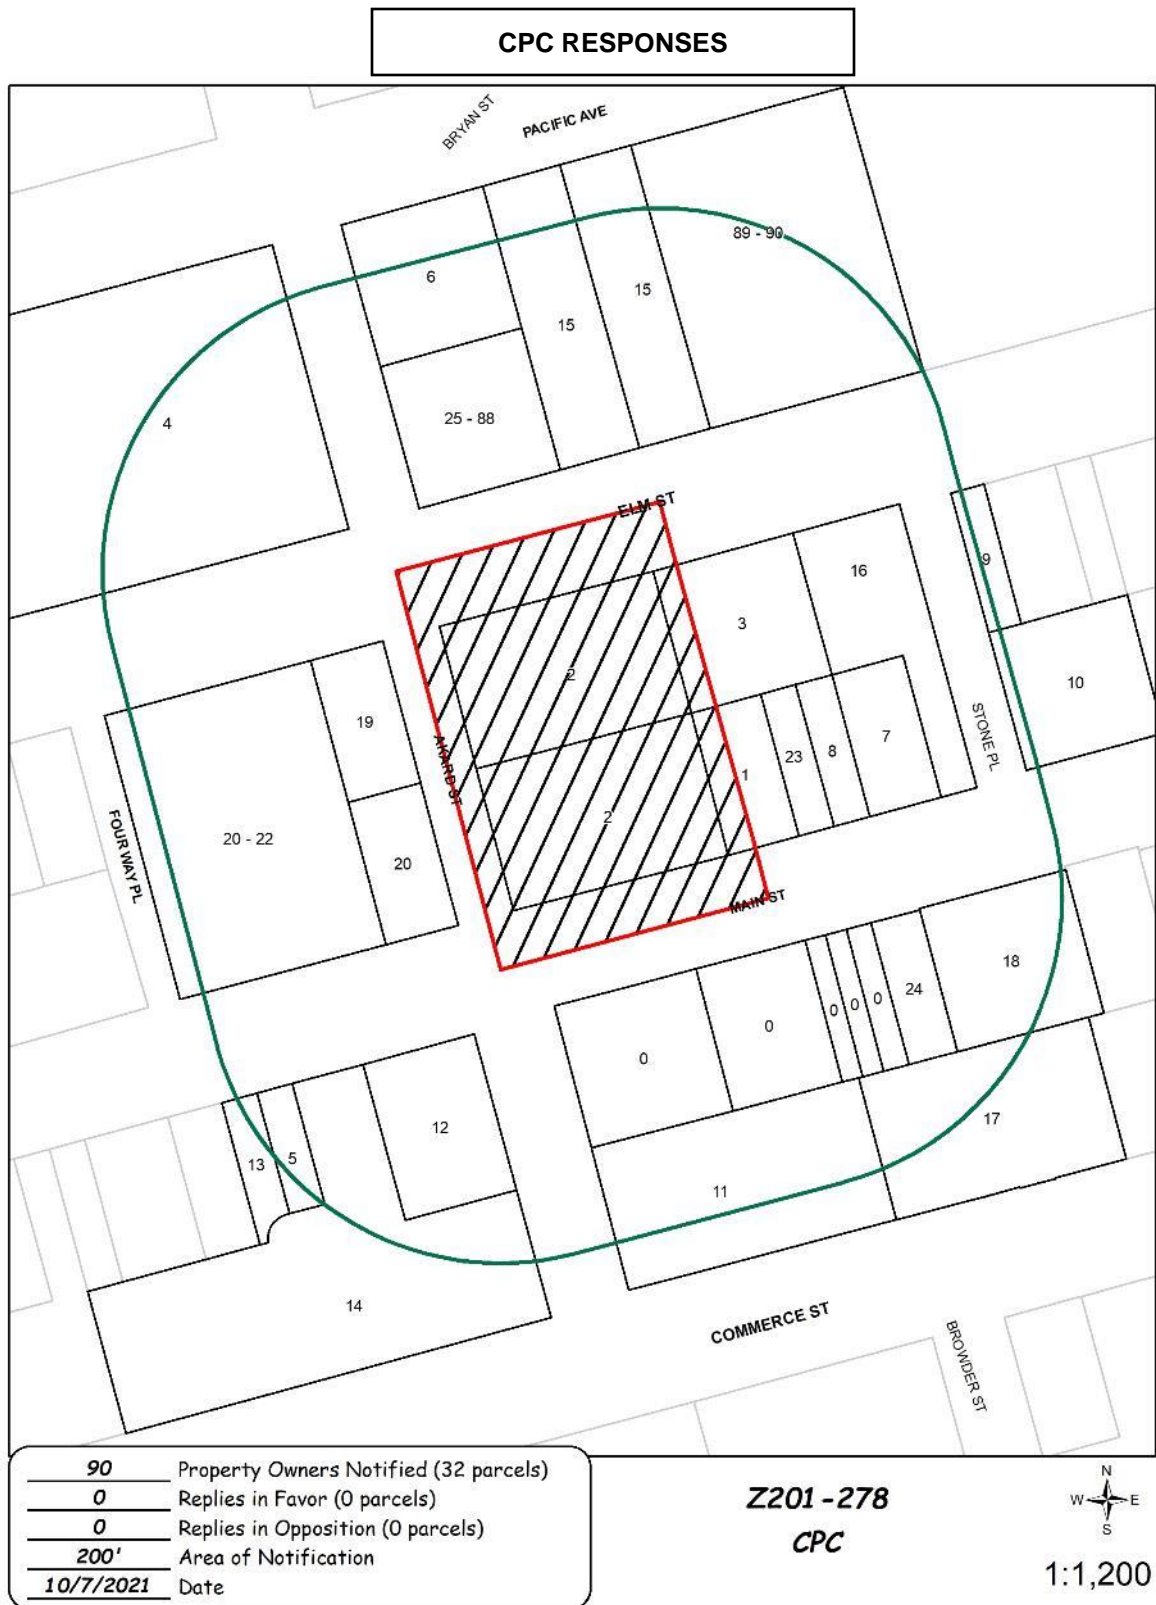 CPC RESPONSES
BRYAN ST
PACIFIC AVE
89 - 90
6
15
15
4
25 - 88
ELM ST
9
16
3
2
10
19
STONE PL
AKARD ST
7
23
8
1
FOUR WAY PL
20 - 22
2
20
MAIN ST
18
24
0
0
0
0
0
12
17
13
5
11
14
COMMERCE ST
BROWDER ST
90 Property Owners Notified (32 parcels)
0 Replies in Favor (0 parcels)
0 Replies in Opposition (0 parcels)
200' Area of Notification
10/7/2021 Date
Z201-278
CPC
N
W E
S
1:1,200